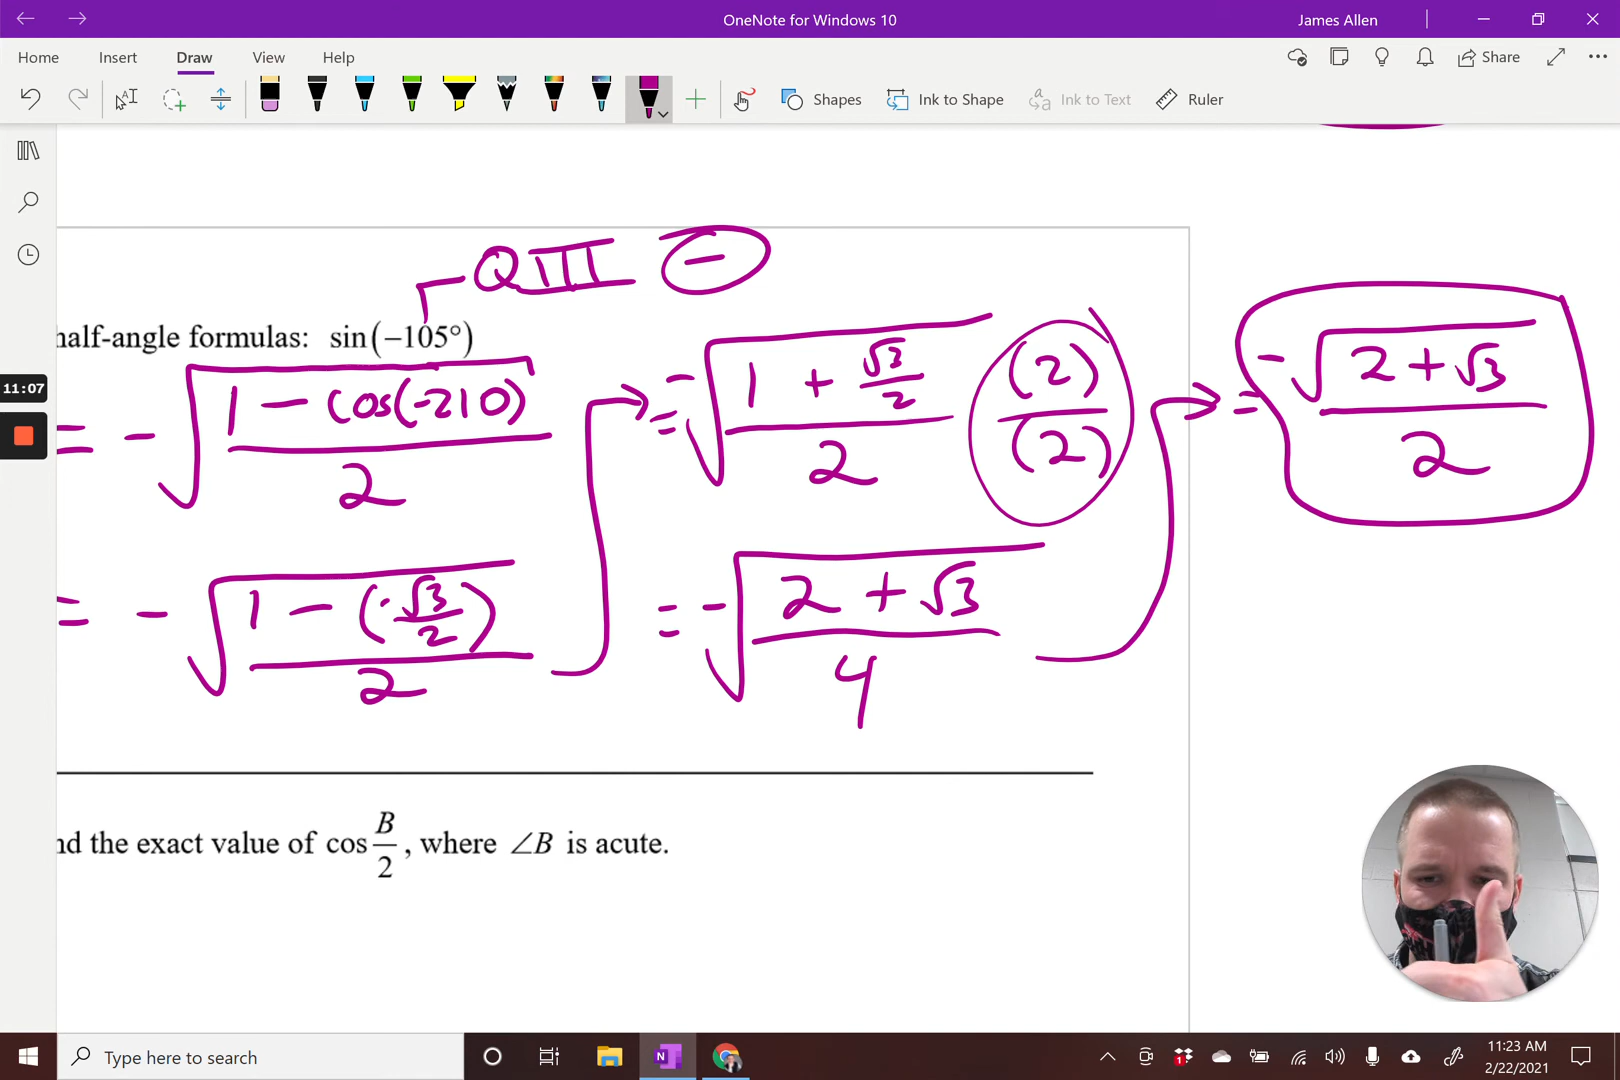 OneNote for Windows 10
James Allen
Home Insert Draw View Help
Share
Shapes Ink to Shape Ink to Text Ruler
QIII −
half-angle formulas: sin(−105°)
= −√((1 − cos(−210))/2)
= −√((1 − (−√3/2))/2)
= −√((1 + √3/2)/2) (2)/(2)
= −√((2 + √3)/4)
= −√(2 + √3)/2
11:07
nd the exact value of cos B/2, where ∠B is acute.
Type here to search
N
1
11:23 AM
2/22/2021